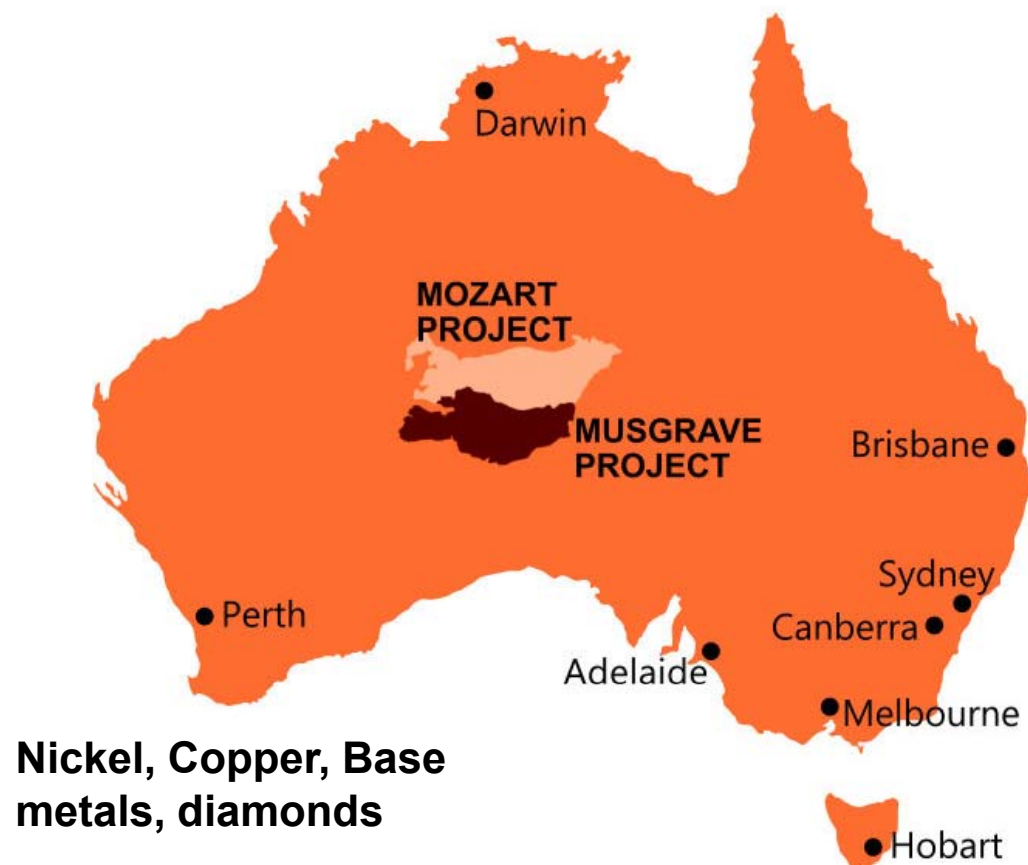 Darwin
MOZART
PROJECT
MUSGRAVE
PROJECT
Brisbane
Sydney
Perth
Canberra
Adelaide
Melbourne
Nickel, Copper, Base
metals, diamonds
Hobart